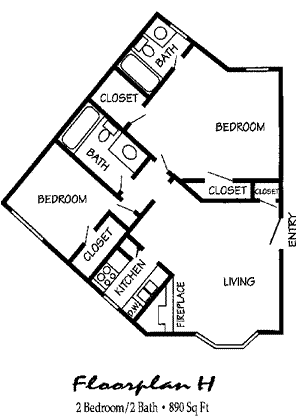 BATH
CLOSET
BEDROOM
BATH
BEDROOM
CLOSET
CLOSET
CLOSET
ENTRY
KITCHEN
LIVING
FIREPLACE
DW
Floorplan H
2 Bedroom/2 Bath • 890 Sq Ft